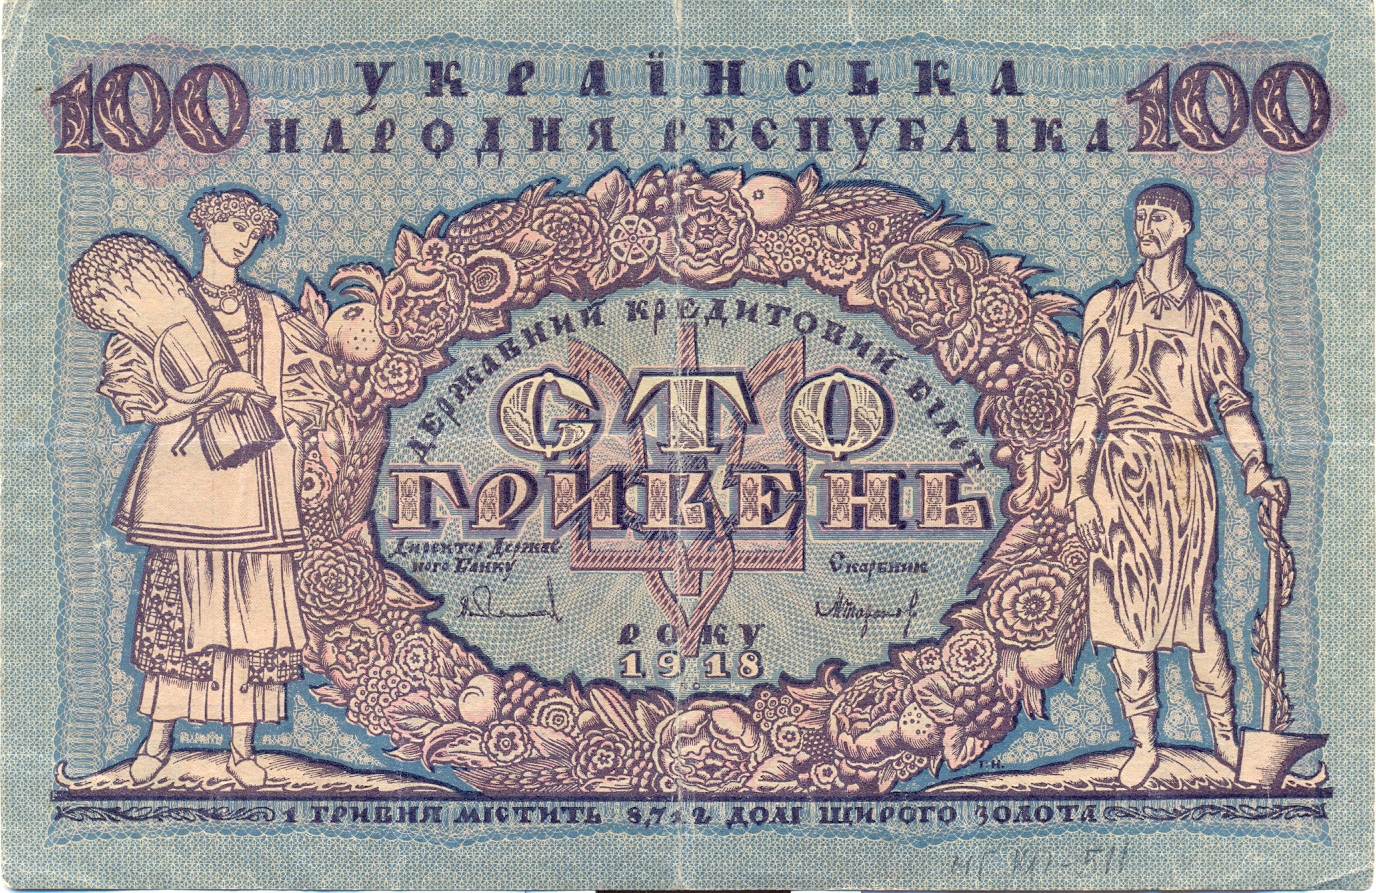 100 УКРАЇНСЬКА 100
НАРОДНЯ РЕСПУБЛІКА
ДЕРЖАВНИЙ КРЕДИТОВИЙ БІЛЄТ
СТО
ГРИВЕНЬ
Директор Держав
ного Банку
Скарбник
РОКУ
1918
Г.Н.
1 ГРИВНЯ МІСТИТЬ 8,712 ДОЛІ ЩИРОГО ЗОЛОТА